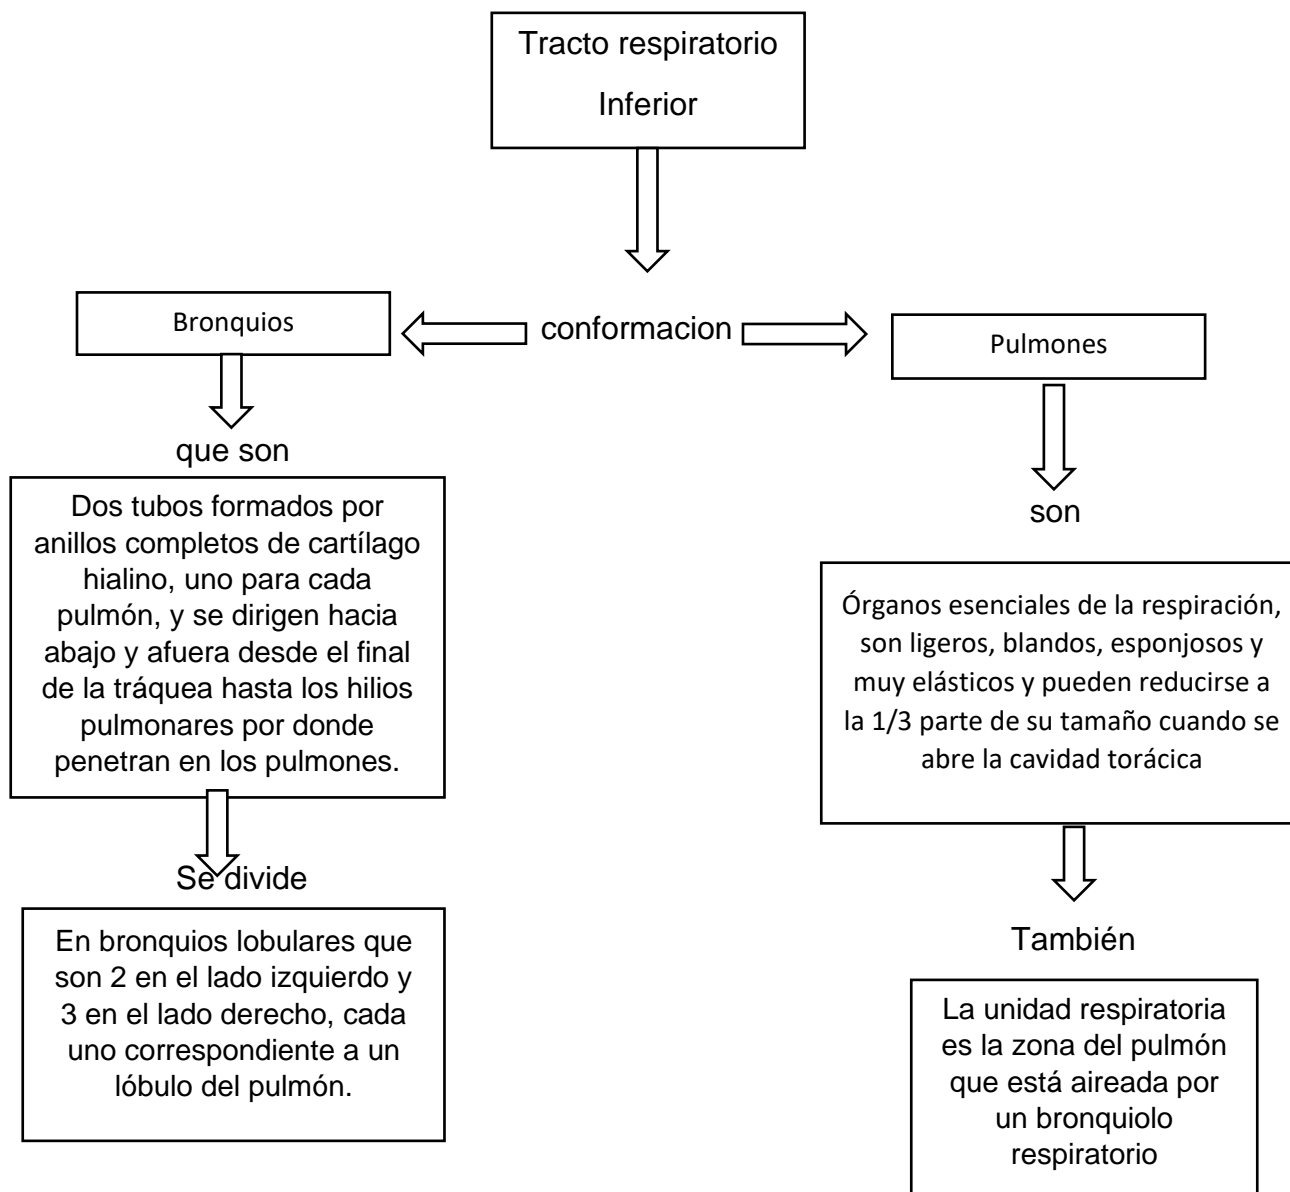 Tracto respiratorio
Inferior
conformacion
Bronquios
que son
Dos tubos formados por
anillos completos de cartílago
hialino, uno para cada
pulmón, y se dirigen hacia
abajo y afuera desde el final
de la tráquea hasta los hilios
pulmonares por donde
penetran en los pulmones.
Se divide
En bronquios lobulares que
son 2 en el lado izquierdo y
3 en el lado derecho, cada
uno correspondiente a un
lóbulo del pulmón.
Pulmones
son
Órganos esenciales de la respiración,
son ligeros, blandos, esponjosos y
muy elásticos y pueden reducirse a
la 1/3 parte de su tamaño cuando se
abre la cavidad torácica
También
La unidad respiratoria
es la zona del pulmón
que está aireada por
un bronquiolo
respiratorio